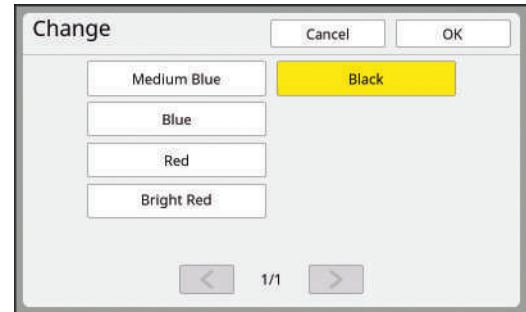 Change Cancel OK
Medium Blue Black
Blue
Red
Bright Red
1/1